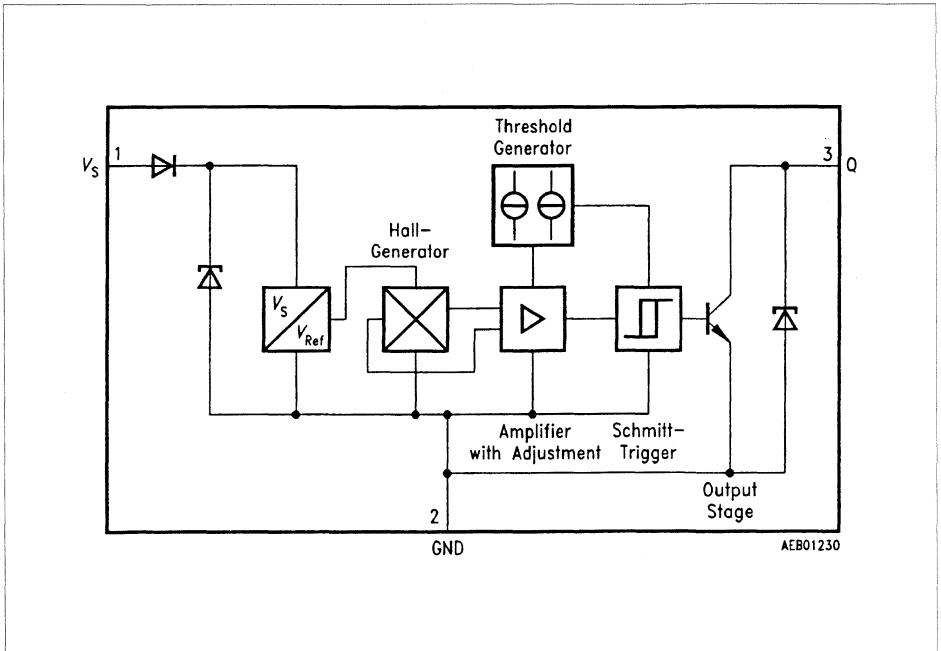 Threshold
Generator
V_S
1
3
Q
Hall-
Generator
V_S
V_Ref
Amplifier
with Adjustment
Schmitt-
Trigger
Output
Stage
2
GND
AEB01230